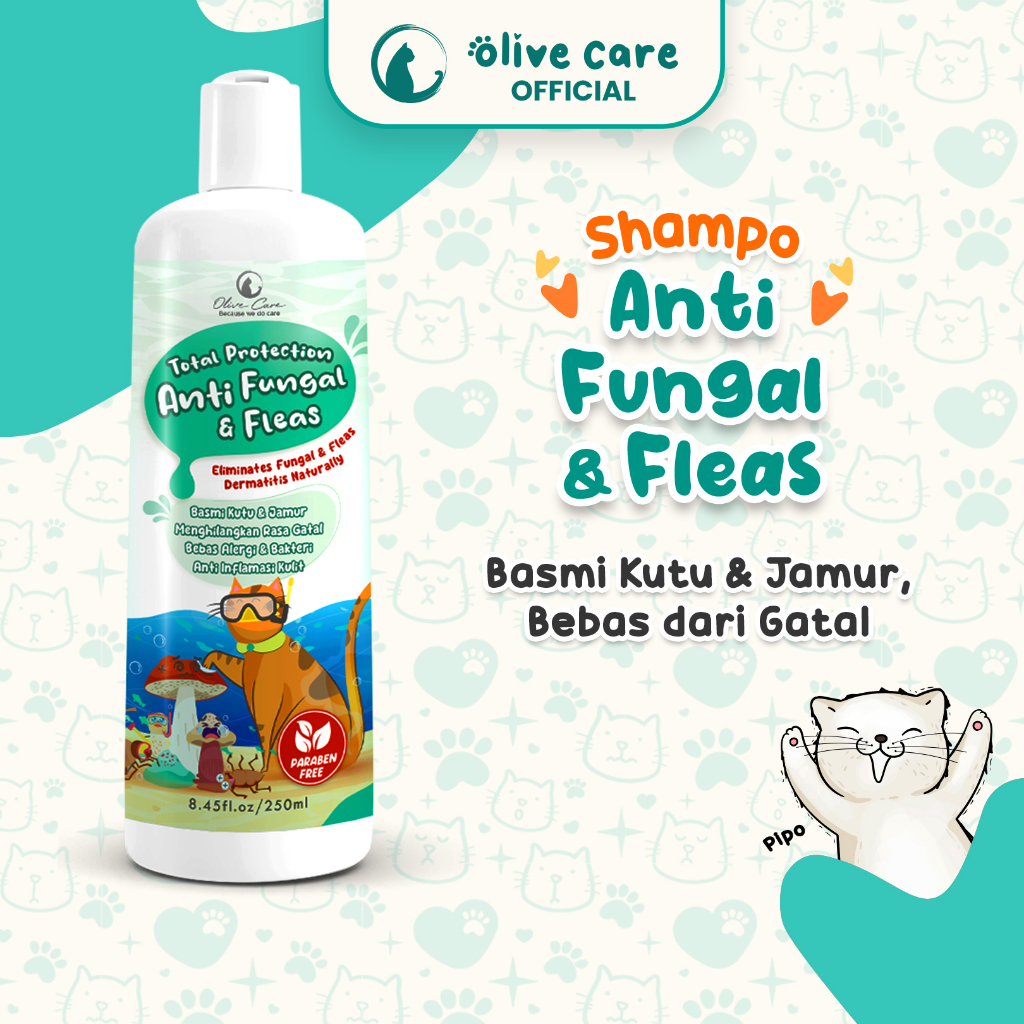 olive care
OFFICIAL
Shampo
Anti
Fungal
& Fleas
Basmi Kutu & Jamur,
Bebas dari Gatal
Pipo
Olive Care
Because we do care
Total Protection
Anti Fungal
& Fleas
Eliminates Fungal & Fleas
Dermatitis Naturally
Basmi Kutu & Jamur
Menghilangkan Rasa Gatal
Bebas Alergi & Bakteri
Anti Inflamasi Kulit
PARABEN
FREE
8.45fl.oz/250ml